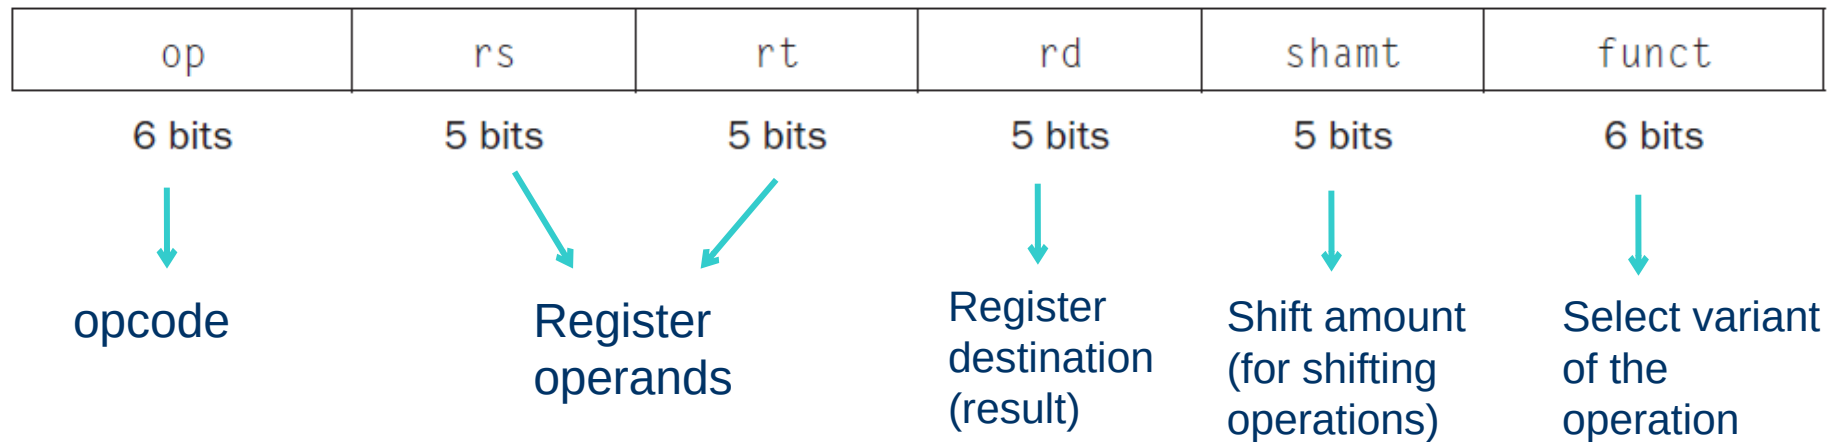 op rs rt rd shamt funct
6 bits 5 bits 5 bits 5 bits 5 bits 6 bits
opcode
Register
operands
Register
destination
(result)
Shift amount
(for shifting
operations)
Select variant
of the
operation